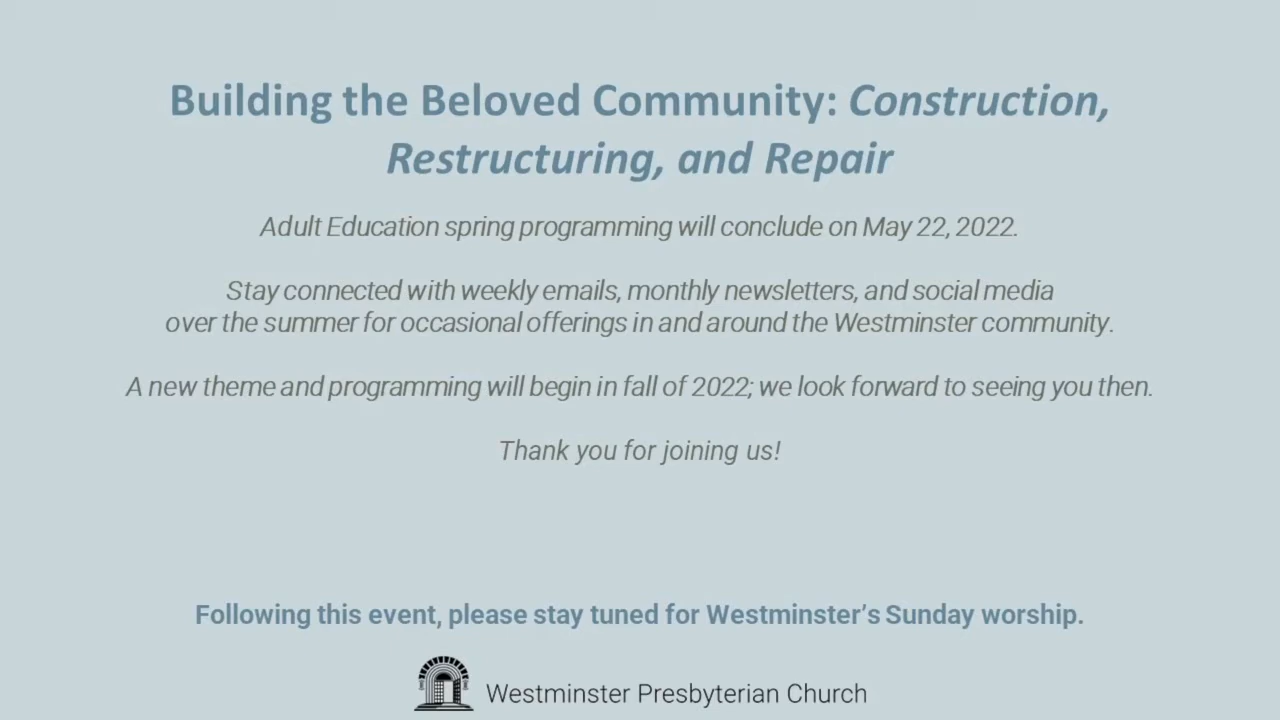 Building the Beloved Community: Construction,
Restructuring, and Repair
Adult Education spring programming will conclude on May 22, 2022.
Stay connected with weekly emails, monthly newsletters, and social media
over the summer for occasional offerings in and around the Westminster community.
A new theme and programming will begin in fall of 2022; we look forward to seeing you then.
Thank you for joining us!
Following this event, please stay tuned for Westminster’s Sunday worship.
Westminster Presbyterian Church